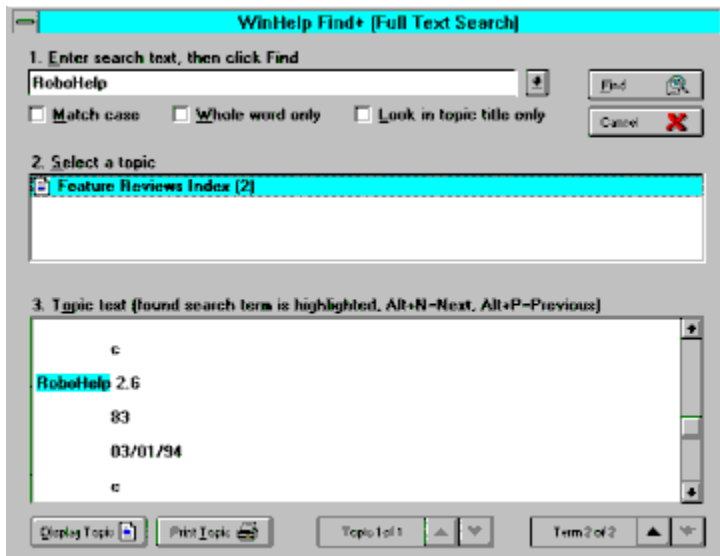 WinHelp Find+ (Full Text Search)
1. Enter search text, then click Find
RoboHelp
Find
Match case Whole word only Look in topic title only
Cancel
2. Select a topic
Feature Reviews Index (2)
3. Topic text (found search term is highlighted, Alt+N=Next, Alt+P=Previous)
c
RoboHelp 2.6
83
03/01/94
c
Display Topic Print Topic Topic 1 of 1 Term 2 of 2